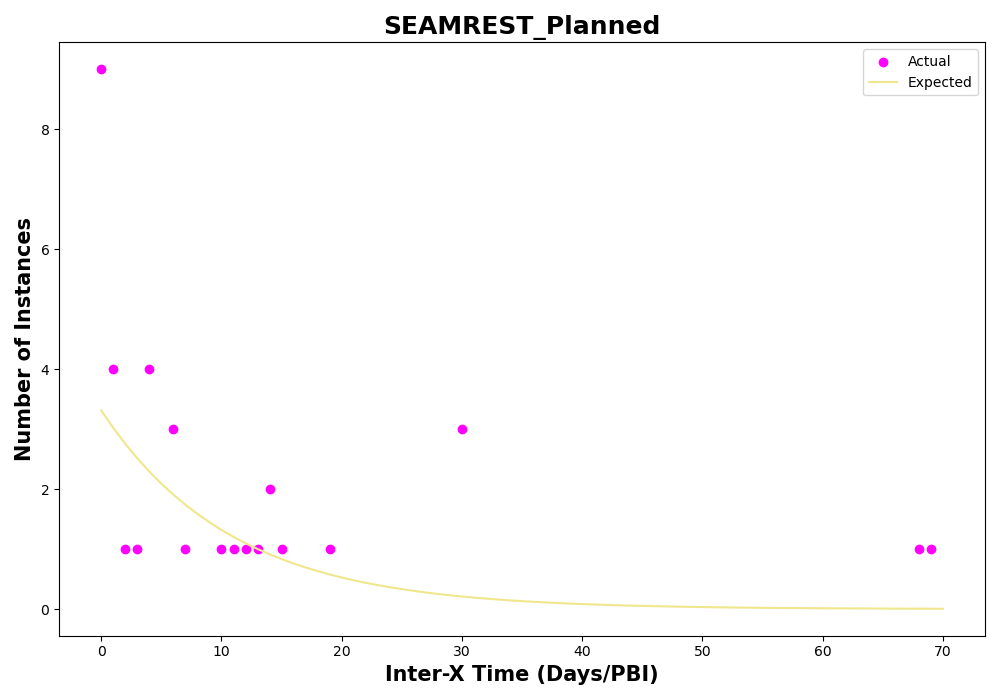 SEAMREST_Planned
Actual
Expected
Number of Instances
8
6
4
2
0
0 10 20 30 40 50 60 70
Inter-X Time (Days/PBI)